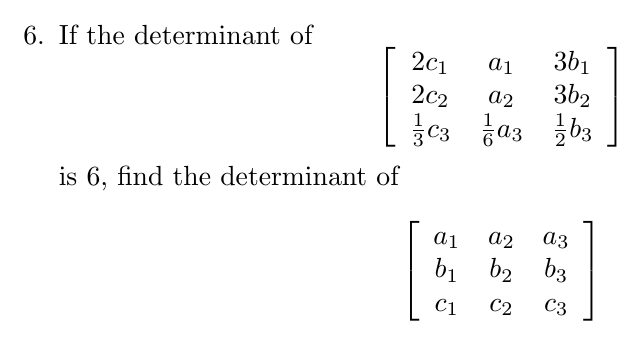 6. If the determinant of
2c₁ a₁ 3b₁
2c₂ a₂ 3b₂
⅓c₃ ⅙a₃ ½b₃
is 6, find the determinant of
a₁ a₂ a₃
b₁ b₂ b₃
c₁ c₂ c₃